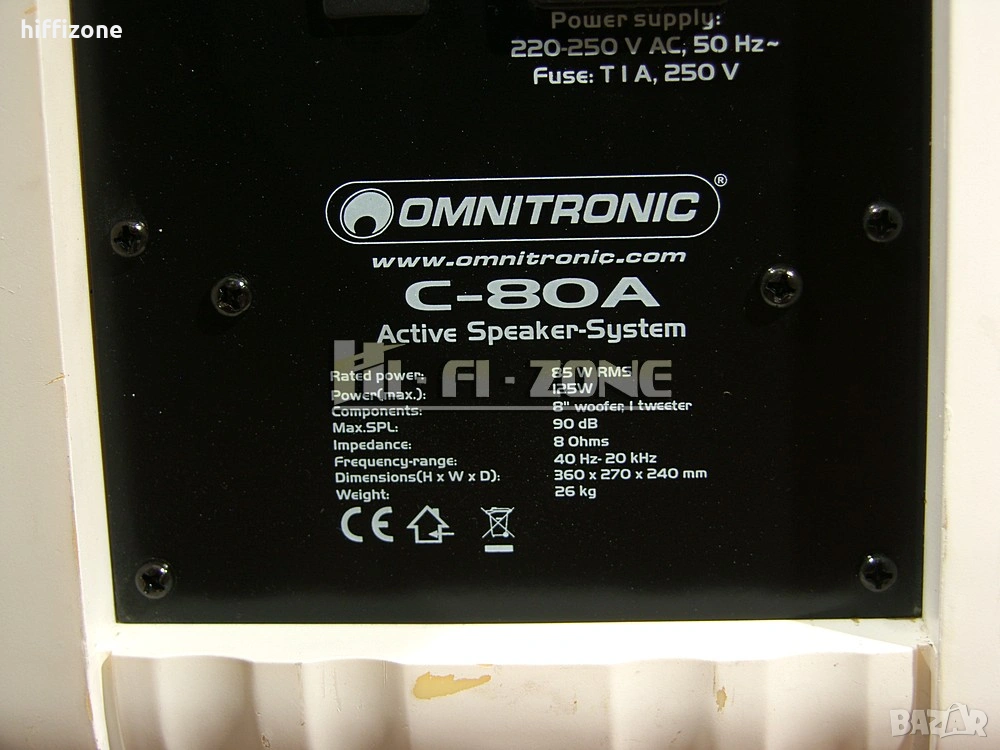 hiffizone
Power supply:
220-250 V AC, 50 Hz~
Fuse: T 1 A, 250 V
OMNITRONIC®
www.omnitronic.com
C-80A
Active Speaker-System
HI-FI-ZONE
Rated power: 85 W RMS
Power(max.): 125W
Components: 8" woofer, 1 tweeter
Max.SPL: 90 dB
Impedance: 8 Ohms
Frequency-range: 40 Hz- 20 kHz
Dimensions(H x W x D): 360 x 270 x 240 mm
Weight: 26 kg
CE
BAZAR